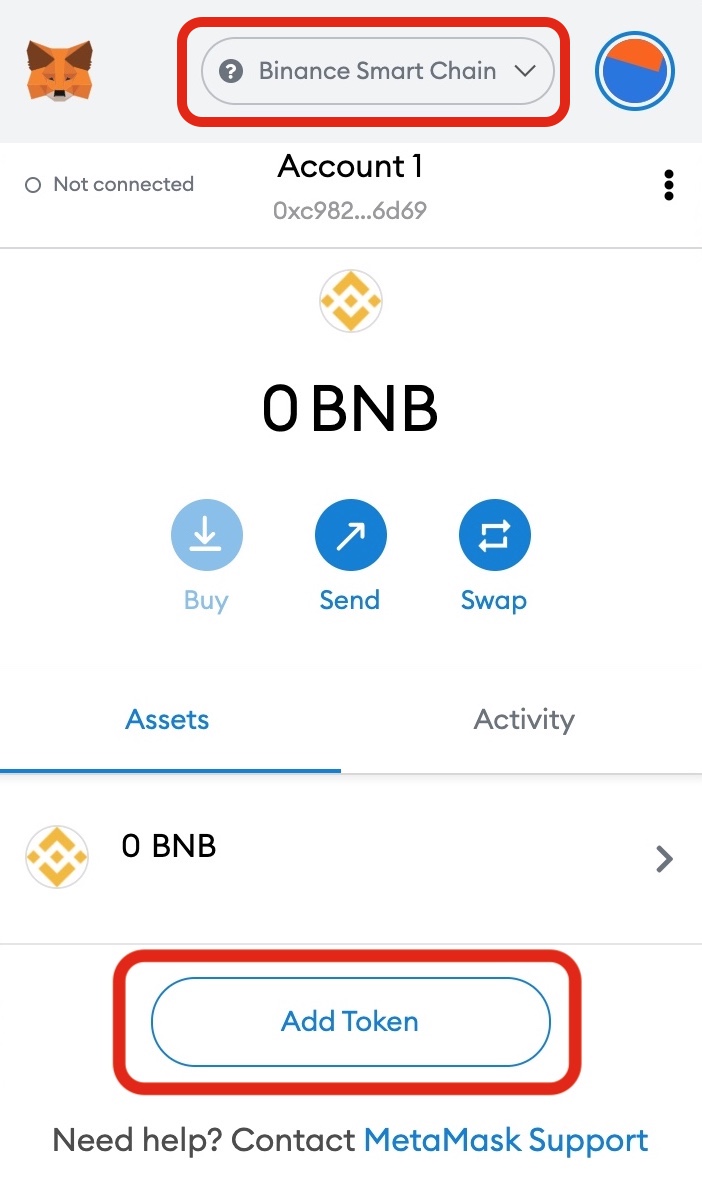 Binance Smart Chain
Not connected
Account 1
0xc982...6d69
0 BNB
Buy
Send
Swap
Assets
Activity
0 BNB
Add Token
Need help? Contact MetaMask Support